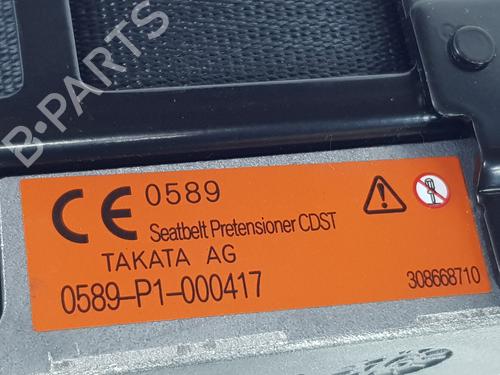 B-PARTS
CE 0589
Seatbelt Pretensioner CDST
TAKATA AG
0589-P1-000417
308668710